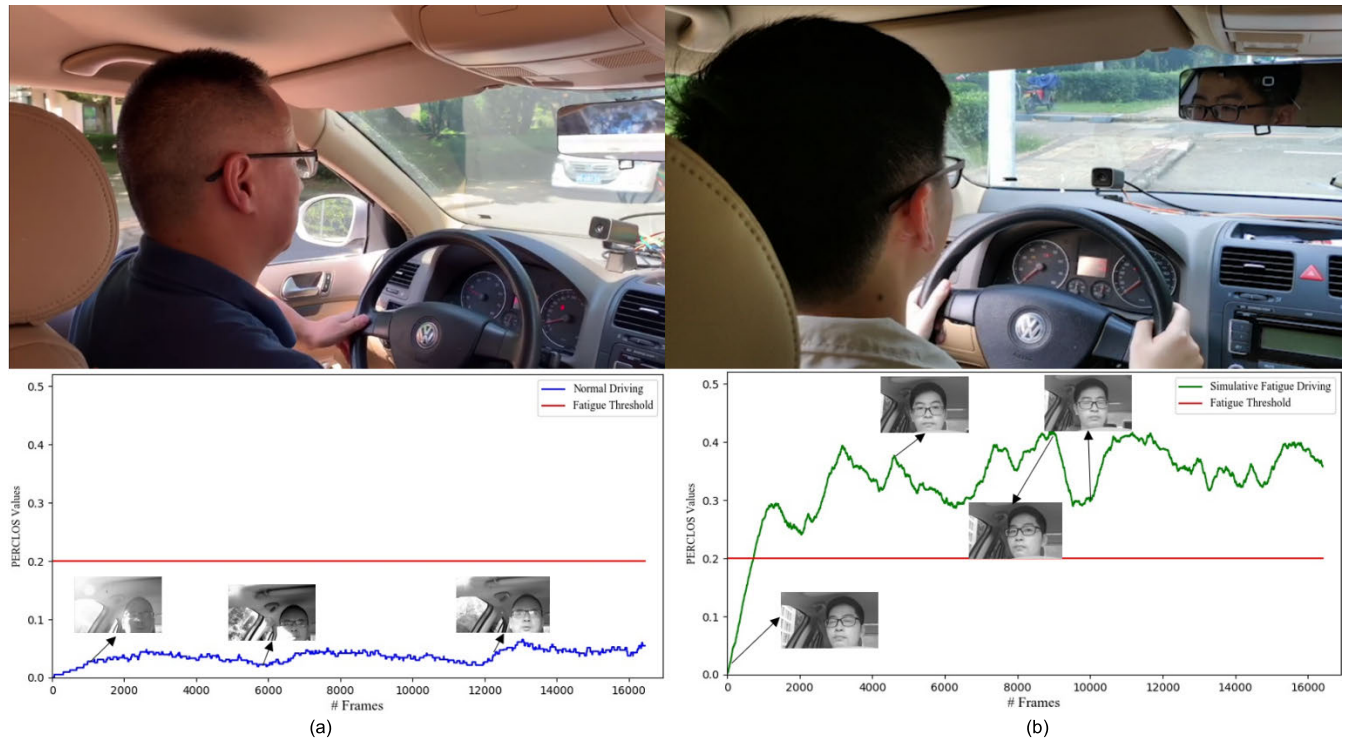 0.5
0.4
0.3
0.2
0.1
0.0
PERCLOS Values
Normal Driving
Fatigue Threshold
0 2000 4000 6000 8000 10000 12000 14000 16000
# Frames
(a)
0.5
0.4
0.3
0.2
0.1
0.0
PERCLOS Values
Simulative Fatigue Driving
Fatigue Threshold
0 2000 4000 6000 8000 10000 12000 14000 16000
# Frames
(b)